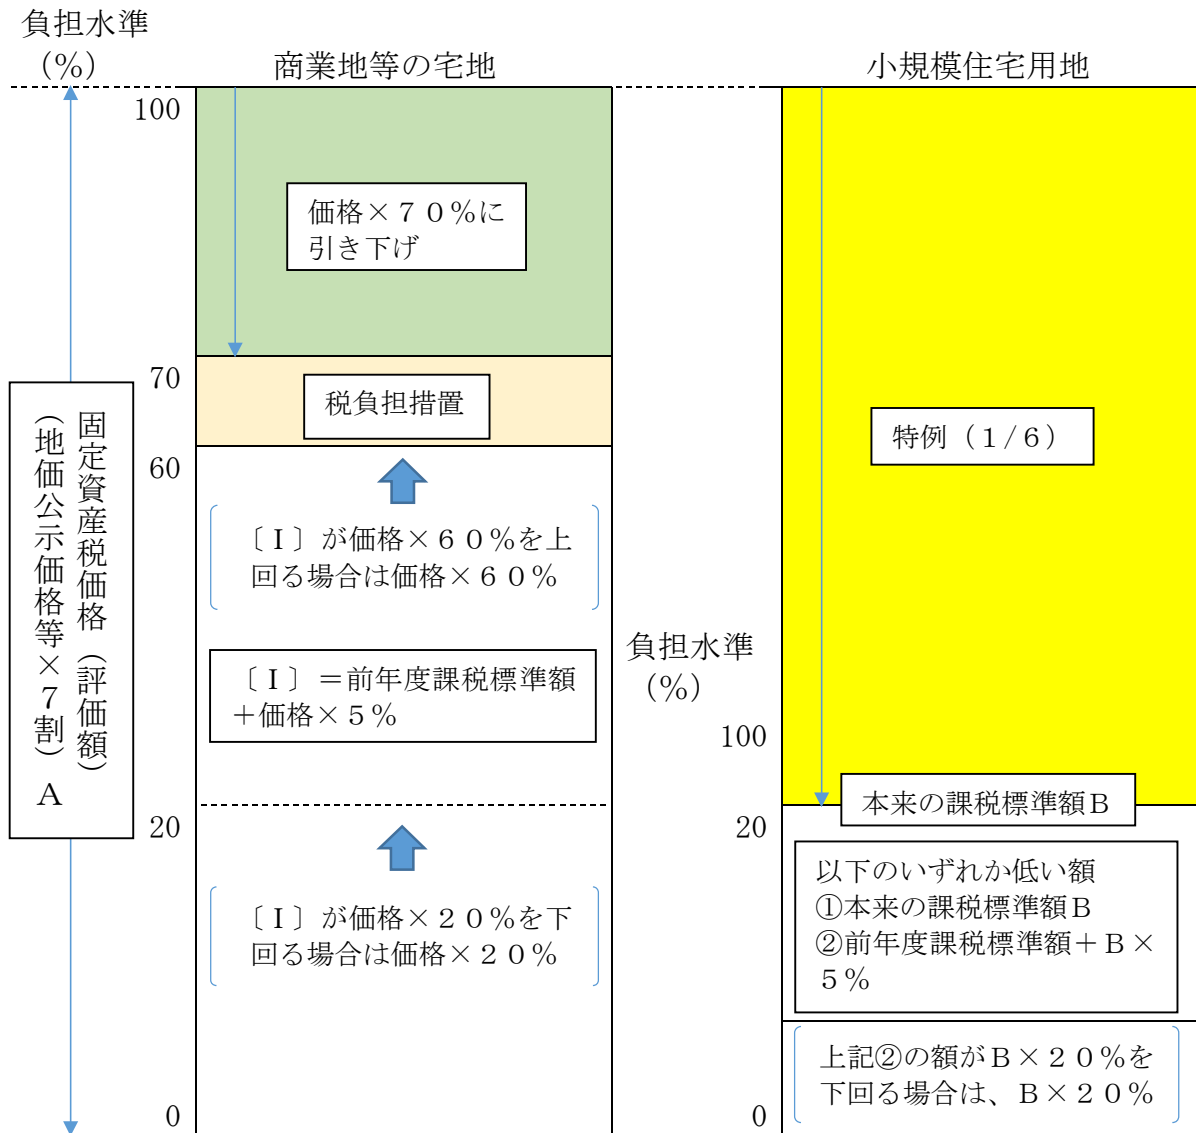 負担水準
（%）
商業地等の宅地
小規模住宅用地
100
価格×７０%に
引き下げ
70
税負担措置
60
〔Ｉ〕が価格×６０%を上
回る場合は価格×６０%
〔Ｉ〕＝前年度課税標準額
＋価格×５%
20
〔Ｉ〕が価格×２０%を下
回る場合は価格×２０%
0
固定資産税価格（評価額）
（地価公示価格等×７割）Ａ
負担水準
（%）
100
特例（１/６）
本来の課税標準額Ｂ
20
以下のいずれか低い額
①本来の課税標準額Ｂ
②前年度課税標準額＋Ｂ×
５%
上記②の額がＢ×２０%を
下回る場合は、Ｂ×２０%
0